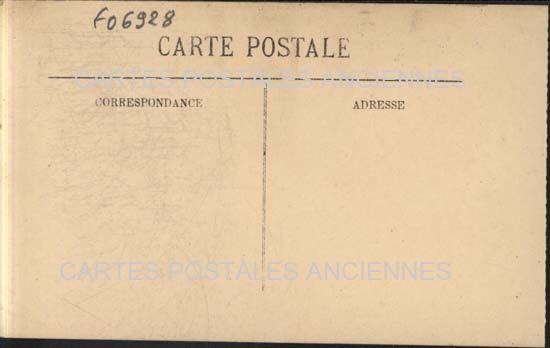 F06928
CARTE POSTALE
CARTES POSTALES ANCIENNES
CORRESPONDANCE
ADRESSE
CARTES POSTALES ANCIENNES